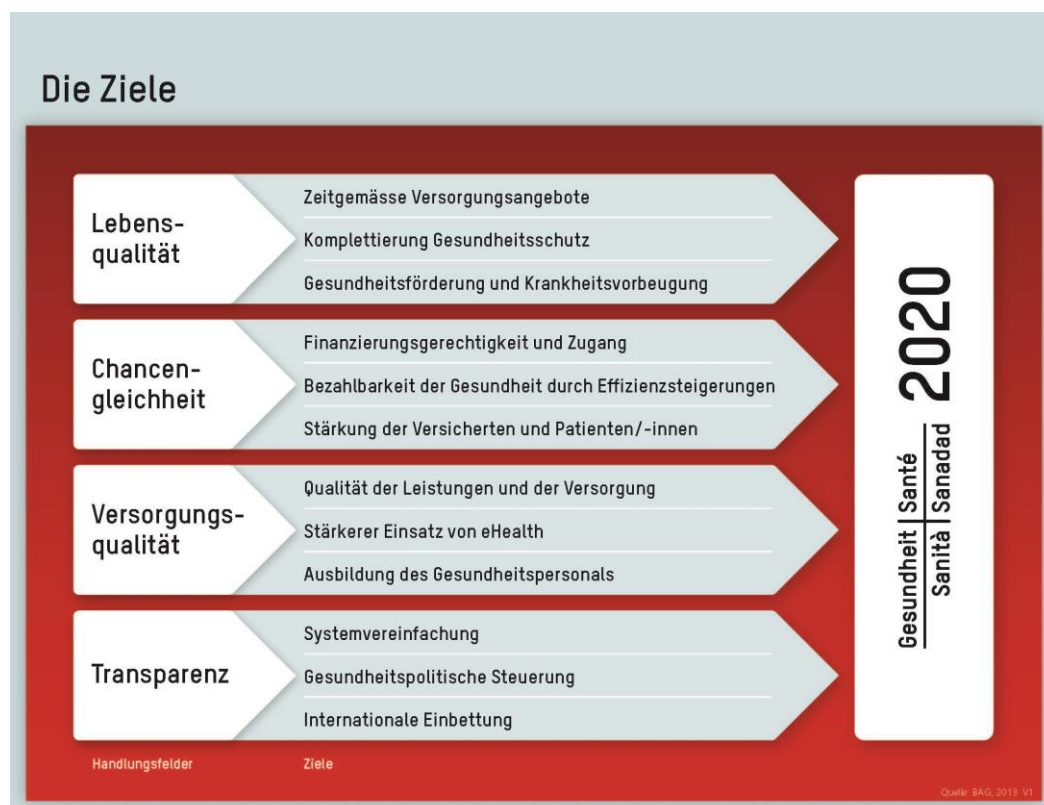 Die Ziele
Lebens-
qualität
Zeitgemässe Versorgungsangebote
Komplettierung Gesundheitsschutz
Gesundheitsförderung und Krankheitsvorbeugung
Chancen-
gleichheit
Finanzierungsgerechtigkeit und Zugang
Bezahlbarkeit der Gesundheit durch Effizienzsteigerungen
Stärkung der Versicherten und Patienten/-innen
Versorgungs-
qualität
Qualität der Leistungen und der Versorgung
Stärkerer Einsatz von eHealth
Ausbildung des Gesundheitspersonals
Transparenz
Systemvereinfachung
Gesundheitspolitische Steuerung
Internationale Einbettung
Handlungsfelder
Ziele
Gesundheit Santé
Sanità Sanadad
2020
Quelle BAG, 2013 V1